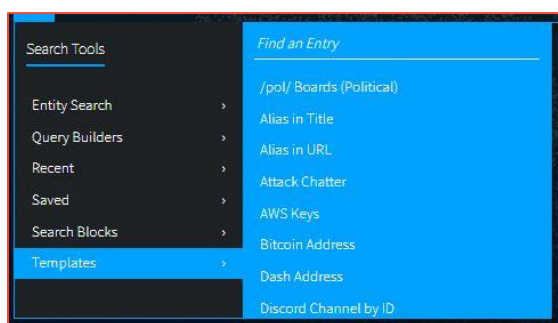 Search Tools
Entity Search
Query Builders
Recent
Saved
Search Blocks
Templates
Find an Entry
/pol/ Boards (Political)
Alias in Title
Alias in URL
Attack Chatter
AWS Keys
Bitcoin Address
Dash Address
Discord Channel by ID